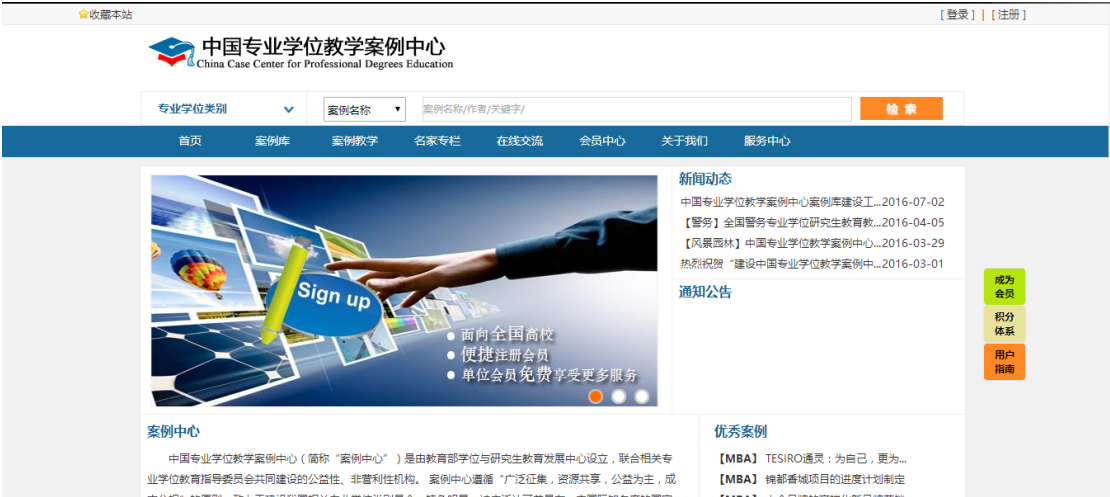 收藏本站
[ 登录 ] | [ 注册 ]
中国专业学位教学案例中心
China Case Center for Professional Degrees Education
专业学位类别
案例名称
案例名称/作者/关键字/
检 索
首页 案例库 案例教学 名家专栏 在线交流 会员中心 关于我们 服务中心
Sign up
面向全国高校
便捷注册会员
单位会员免费享受更多服务
新闻动态
中国专业学位教学案例中心案例库建设工...2016-07-02
【警务】全国警务专业学位研究生教育教...2016-04-05
【风景园林】中国专业学位教学案例中心...2016-03-29
热烈祝贺“建设中国专业学位教学案例中...2016-03-01
通知公告
成为
会员
积分
体系
用户
指南
案例中心
中国专业学位教学案例中心（简称“案例中心”）是由教育部学位与研究生教育发展中心设立，联合相关专
业学位教育指导委员会共同建设的公益性、非营利性机构。 案例中心遵循“广泛征集，资源共享，公益为主，成
优秀案例
【MBA】 TESIRO通灵：为自己，更为...
【MBA】 锦都香城项目的进度计划制定